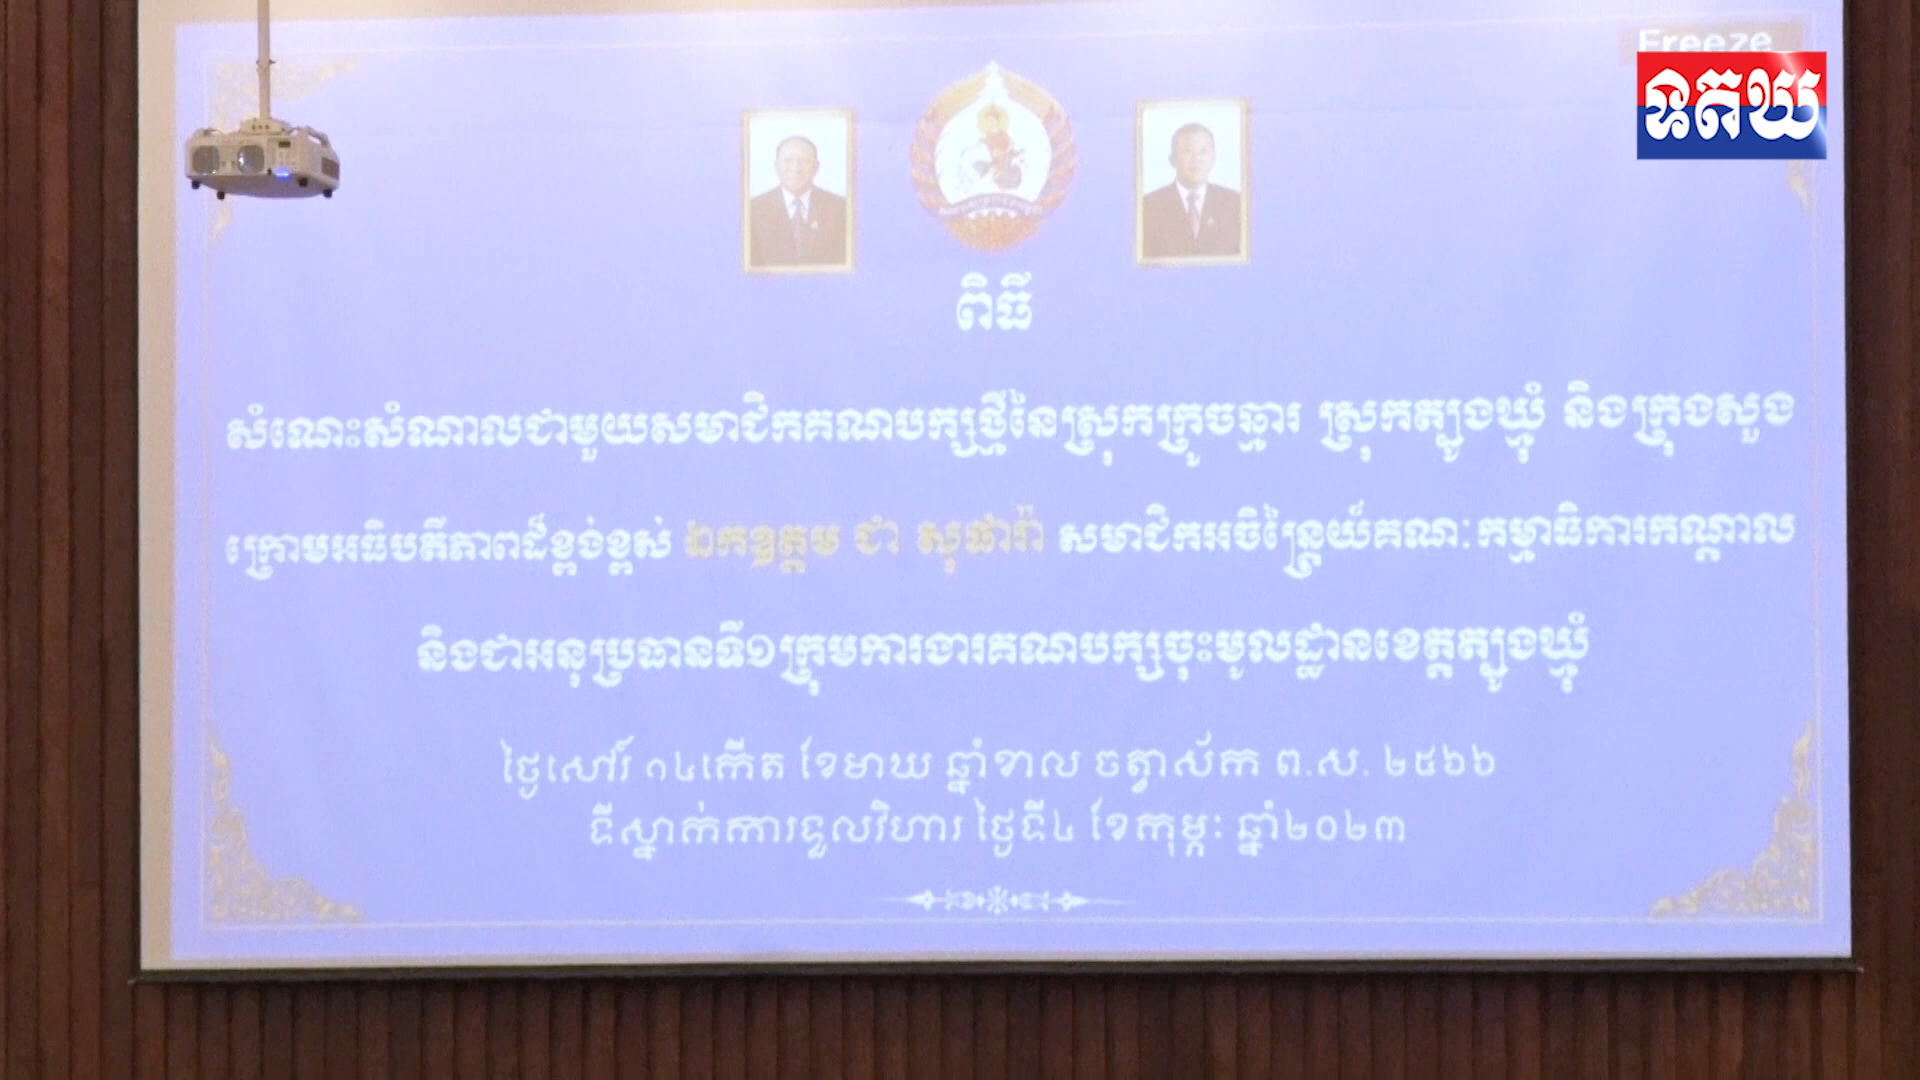 Freeze
ទតឃ
ពិធី
សំណេះសំណាលជាមួយសមាជិកគណបក្សថ្មីនៃស្រុកក្រូចឆ្មារ ស្រុកត្បូងឃ្មុំ និងក្រុងសួង
ក្រោមអធិបតីភាពដ៏ខ្ពង់ខ្ពស់ ឯកឧត្តម ជា សុផារ៉ា សមាជិកអចិន្ត្រៃយ៍គណៈកម្មាធិការកណ្តាល
និងជាអនុប្រធានទី១ក្រុមការងារគណបក្សចុះមូលដ្ឋានខេត្តត្បូងឃ្មុំ
ថ្ងៃសៅរ៍ ១៤កើត ខែមាឃ ឆ្នាំខាល ចត្វាស័ក ព.ស. ២៥៦៦
ទីស្នាក់ការទួលវិហារ ថ្ងៃទី៤ ខែកុម្ភៈ ឆ្នាំ២០២៣